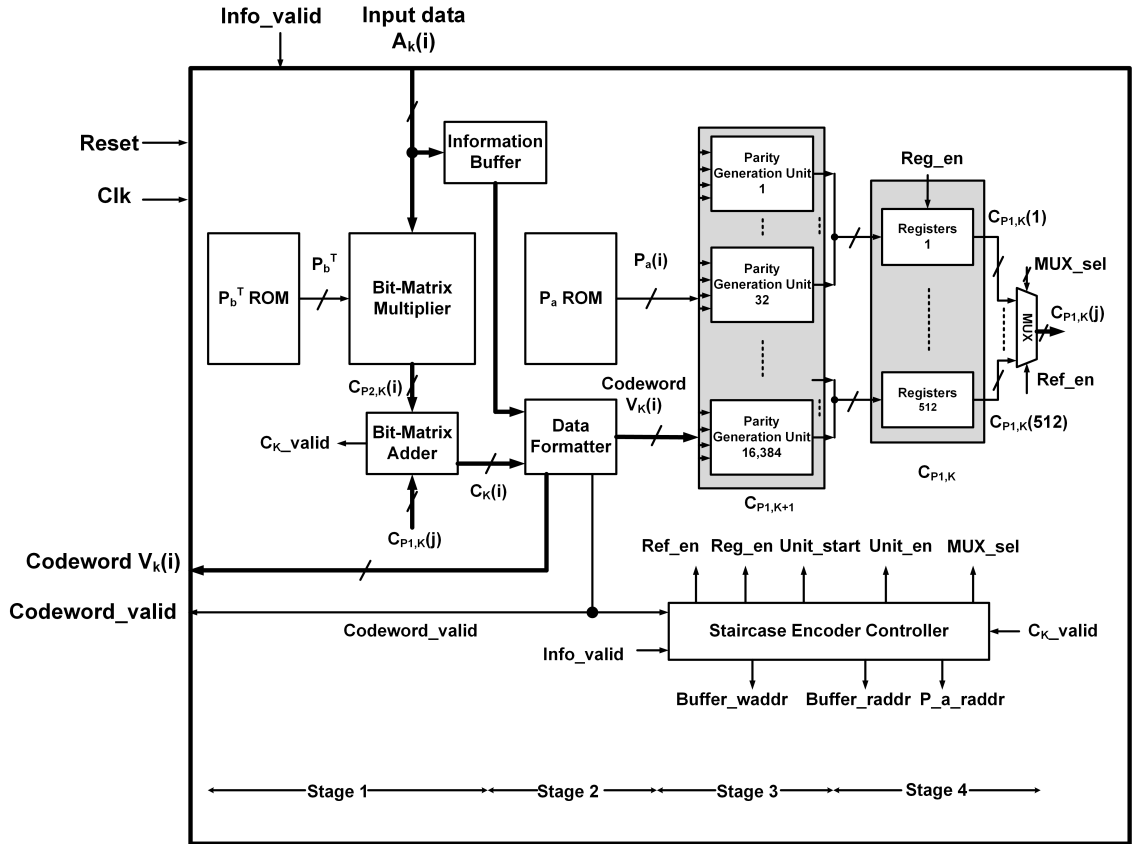 Info_valid
Input data
A_k(i)
Reset
Clk
Information
Buffer
P_b^T ROM
P_b^T
Bit-Matrix
Multiplier
P_a ROM
P_a(i)
Parity
Generation Unit
1
Parity
Generation Unit
32
Parity
Generation Unit
16,384
C_P1,K+1
Reg_en
Registers
1
Registers
512
C_P1,K
C_P1,K(1)
MUX_sel
MUX
C_P1,K(j)
Ref_en
C_P1,K(512)
C_P2,K(i)
C_K_valid
Bit-Matrix
Adder
C_K(i)
C_P1,K(j)
Data
Formatter
Codeword
V_K(i)
Codeword V_k(i)
Codeword_valid
Codeword_valid
Ref_en
Reg_en
Unit_start
Unit_en
MUX_sel
Staircase Encoder Controller
C_K_valid
Info_valid
Buffer_waddr
Buffer_raddr
P_a_raddr
Stage 1
Stage 2
Stage 3
Stage 4